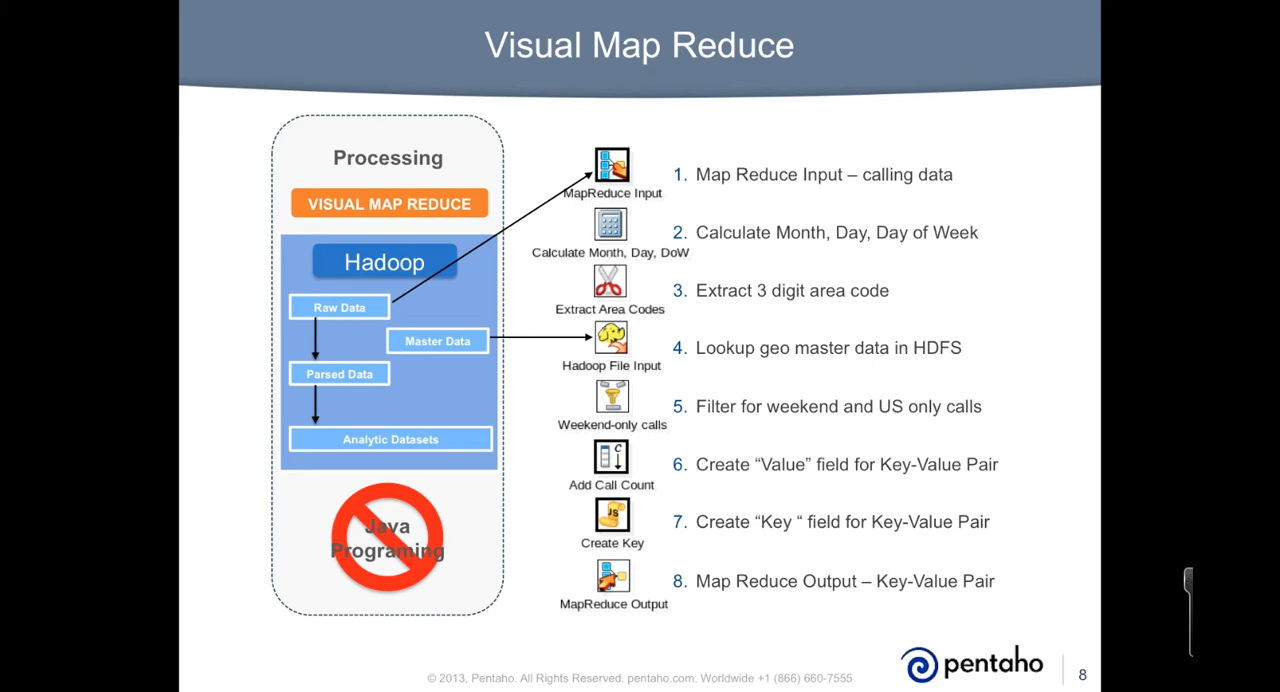 Visual Map Reduce
Processing
VISUAL MAP REDUCE
Hadoop
Raw Data
Master Data
Parsed Data
Analytic Datasets
Java
Programing
MapReduce Input
1. Map Reduce Input – calling data
Calculate Month, Day, DoW
2. Calculate Month, Day, Day of Week
Extract Area Codes
3. Extract 3 digit area code
Hadoop File Input
4. Lookup geo master data in HDFS
Weekend-only calls
5. Filter for weekend and US only calls
C
Add Call Count
6. Create “Value” field for Key-Value Pair
JS
Create Key
7. Create “Key “ field for Key-Value Pair
MapReduce Output
8. Map Reduce Output – Key-Value Pair
© 2013, Pentaho. All Rights Reserved. pentaho.com. Worldwide +1 (866) 660-7555
pentaho
8